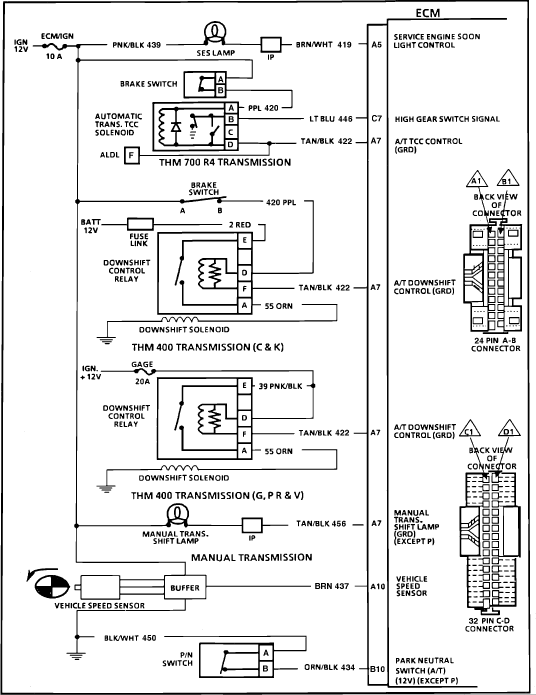 ECM
IGN 12V
ECM/IGN
10 A
PNK/BLK 439
SES LAMP
IP
BRN/WHT 419
A5
SERVICE ENGINE SOON
LIGHT CONTROL
BRAKE SWITCH
A
B
PPL 420
AUTOMATIC
TRANS. TCC
SOLENOID
A
B
C
D
LT BLU 446
C7
HIGH GEAR SWITCH SIGNAL
TAN/BLK 422
A7
A/T TCC CONTROL
(GRD)
ALDL
F
THM 700 R4 TRANSMISSION
A1
B1
BACK VIEW
OF
CONNECTOR
BRAKE
SWITCH
A
B
420 PPL
BATT
12V
FUSE
LINK
2 RED
DOWNSHIFT
CONTROL
RELAY
E
D
F
A
TAN/BLK 422
A7
A/T DOWNSHIFT
CONTROL (GRD)
55 ORN
DOWNSHIFT SOLENOID
24 PIN A-B
CONNECTOR
THM 400 TRANSMISSION (C & K)
IGN.
+ 12V
GAGE
20A
39 PNK/BLK
DOWNSHIFT
CONTROL
RELAY
E
D
F
A
TAN/BLK 422
A7
A/T DOWNSHIFT
CONTROL (GRD)
55 ORN
C1
D1
BACK VIEW
OF
CONNECTOR
DOWNSHIFT SOLENOID
THM 400 TRANSMISSION (G, P R & V)
MANUAL TRANS.
SHIFT LAMP
IP
TAN/BLK 456
A7
MANUAL
TRANS.
SHIFT LAMP
(GRD)
(EXCEPT P)
MANUAL TRANSMISSION
BUFFER
BRN 437
A10
VEHICLE
SPEED
SENSOR
VEHICLE SPEED SENSOR
32 PIN C-D
CONNECTOR
BLK/WHT 450
P/N
SWITCH
A
B
ORN/BLK 434
B10
PARK NEUTRAL
SWITCH (A/T)
(12V) (EXCEPT P)